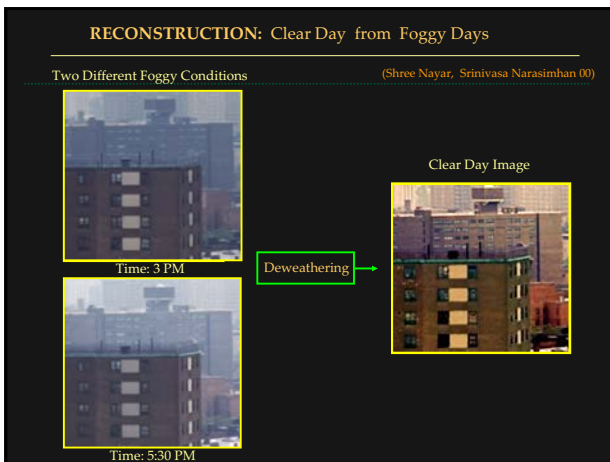 RECONSTRUCTION: Clear Day from Foggy Days
Two Different Foggy Conditions
(Shree Nayar, Srinivasa Narasimhan 00)
Time: 3 PM
Time: 5:30 PM
Deweathering
Clear Day Image